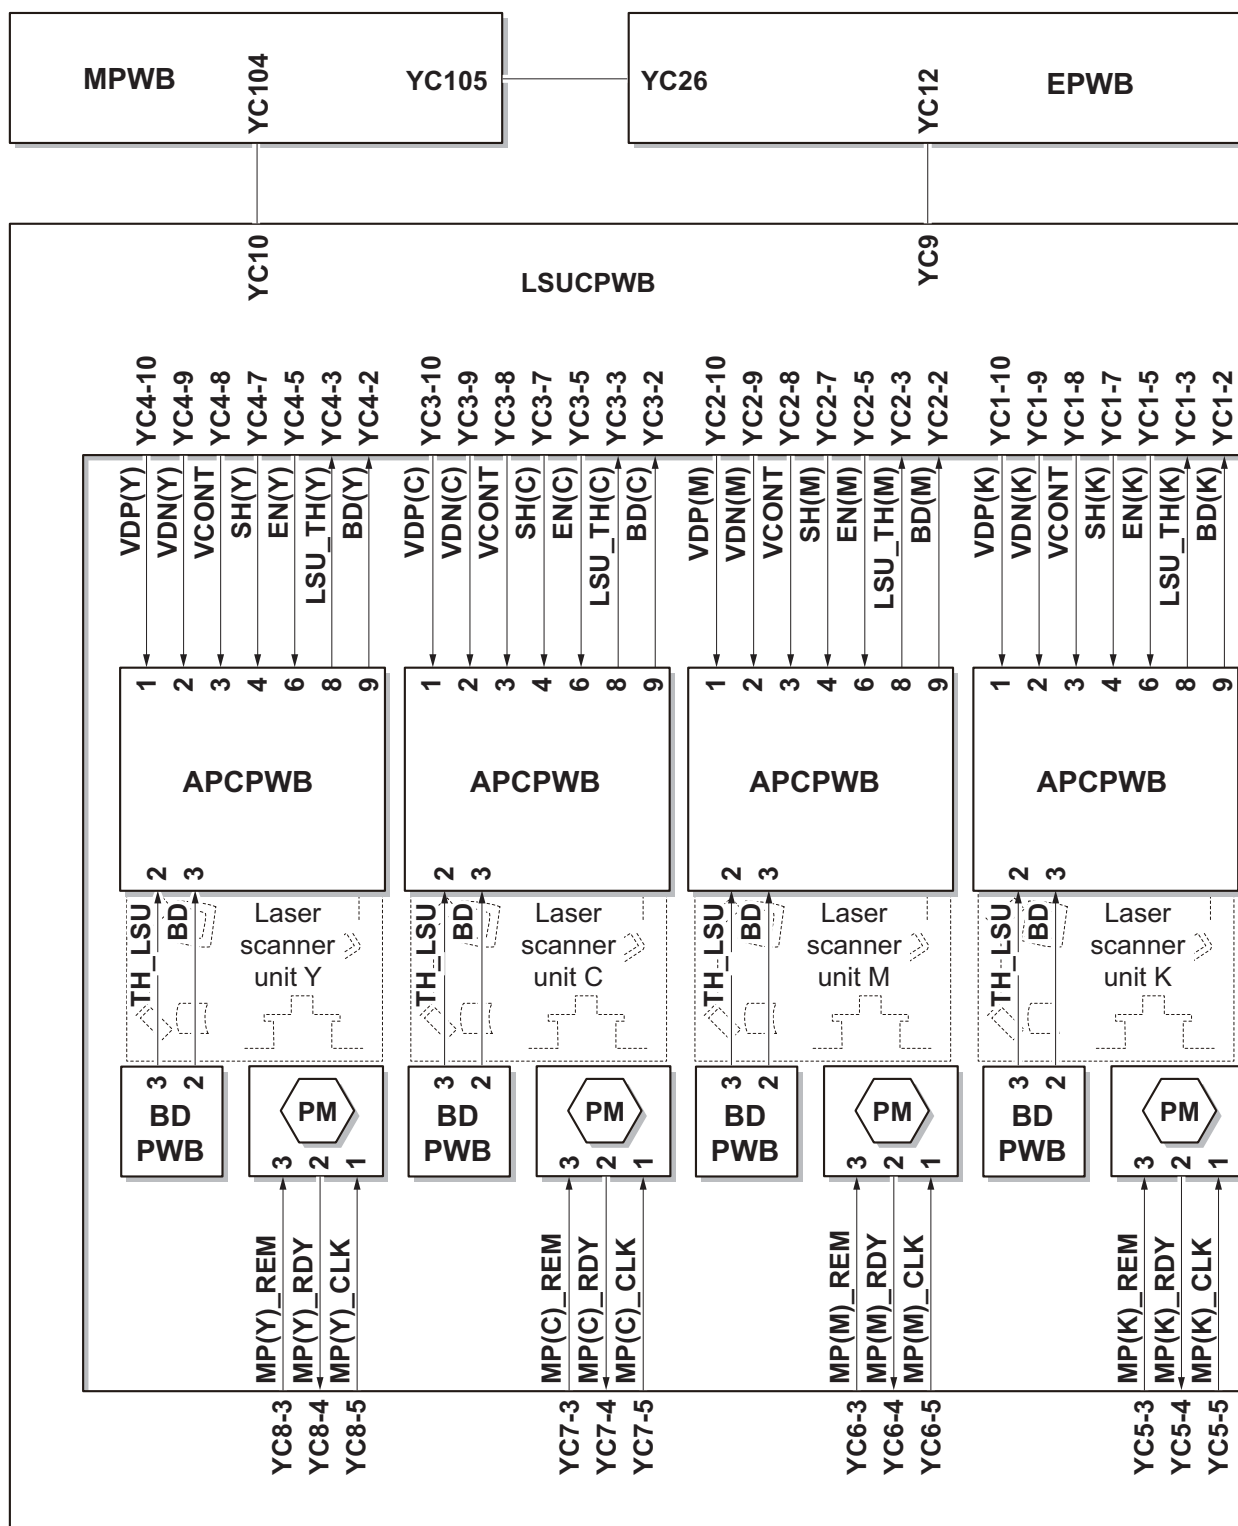 MPWB
YC104
YC105
YC26
YC12
EPWB
YC10
LSUCPWB
YC9
YC4-10
YC4-9
YC4-8
YC4-7
YC4-5
YC4-3
YC4-2
YC3-10
YC3-9
YC3-8
YC3-7
YC3-5
YC3-3
YC3-2
YC2-10
YC2-9
YC2-8
YC2-7
YC2-5
YC2-3
YC2-2
YC1-10
YC1-9
YC1-8
YC1-7
YC1-5
YC1-3
YC1-2
VDP(Y)
VDN(Y)
VCONT
SH(Y)
EN(Y)
LSU_TH(Y)
BD(Y)
VDP(C)
VDN(C)
VCONT
SH(C)
EN(C)
LSU_TH(C)
BD(C)
VDP(M)
VDN(M)
VCONT
SH(M)
EN(M)
LSU_TH(M)
BD(M)
VDP(K)
VDN(K)
VCONT
SH(K)
EN(K)
LSU_TH(K)
BD(K)
1
2
3
4
6
8
9
1
2
3
4
6
8
9
1
2
3
4
6
8
9
1
2
3
4
6
8
9
APCPWB
APCPWB
APCPWB
APCPWB
2
3
2
3
2
3
2
3
TH_LSU
BD
Laser
scanner
unit Y
TH_LSU
BD
Laser
scanner
unit C
TH_LSU
BD
Laser
scanner
unit M
TH_LSU
BD
Laser
scanner
unit K
3
2
BD
PWB
PM
3
2
1
3
2
BD
PWB
PM
3
2
1
3
2
BD
PWB
PM
3
2
1
3
2
BD
PWB
PM
3
2
1
MP(Y)_REM
MP(Y)_RDY
MP(Y)_CLK
MP(C)_REM
MP(C)_RDY
MP(C)_CLK
MP(M)_REM
MP(M)_RDY
MP(M)_CLK
MP(K)_REM
MP(K)_RDY
MP(K)_CLK
YC8-3
YC8-4
YC8-5
YC7-3
YC7-4
YC7-5
YC6-3
YC6-4
YC6-5
YC5-3
YC5-4
YC5-5